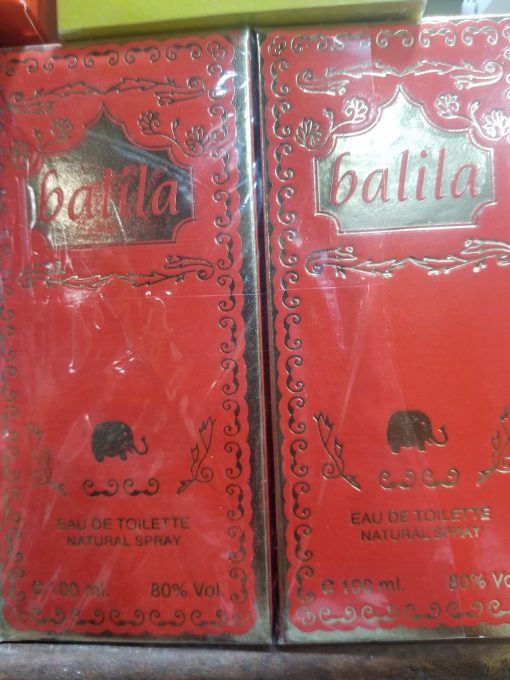 balila
EAU DE TOILETTE
NATURAL SPRAY
℮ 100 ml. 80% Vol.
balila
EAU DE TOILETTE
NATURAL SPRAY
℮ 100 ml. 80% Vo